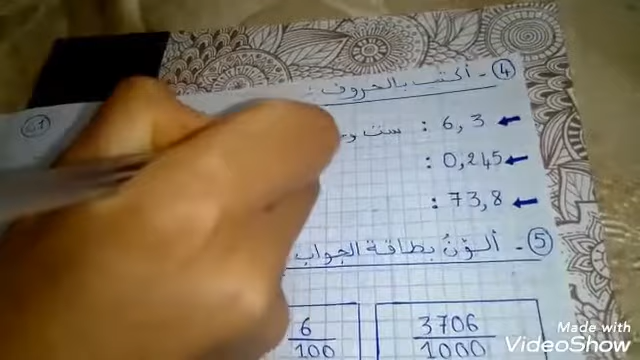 ④ - أكتب بالحروف :
6,3 : ست
0,245 :
73,8 :
⑤ - ألوّنُ بطاقة الجواب
6/100
3706/1000
Made with
VideoShow